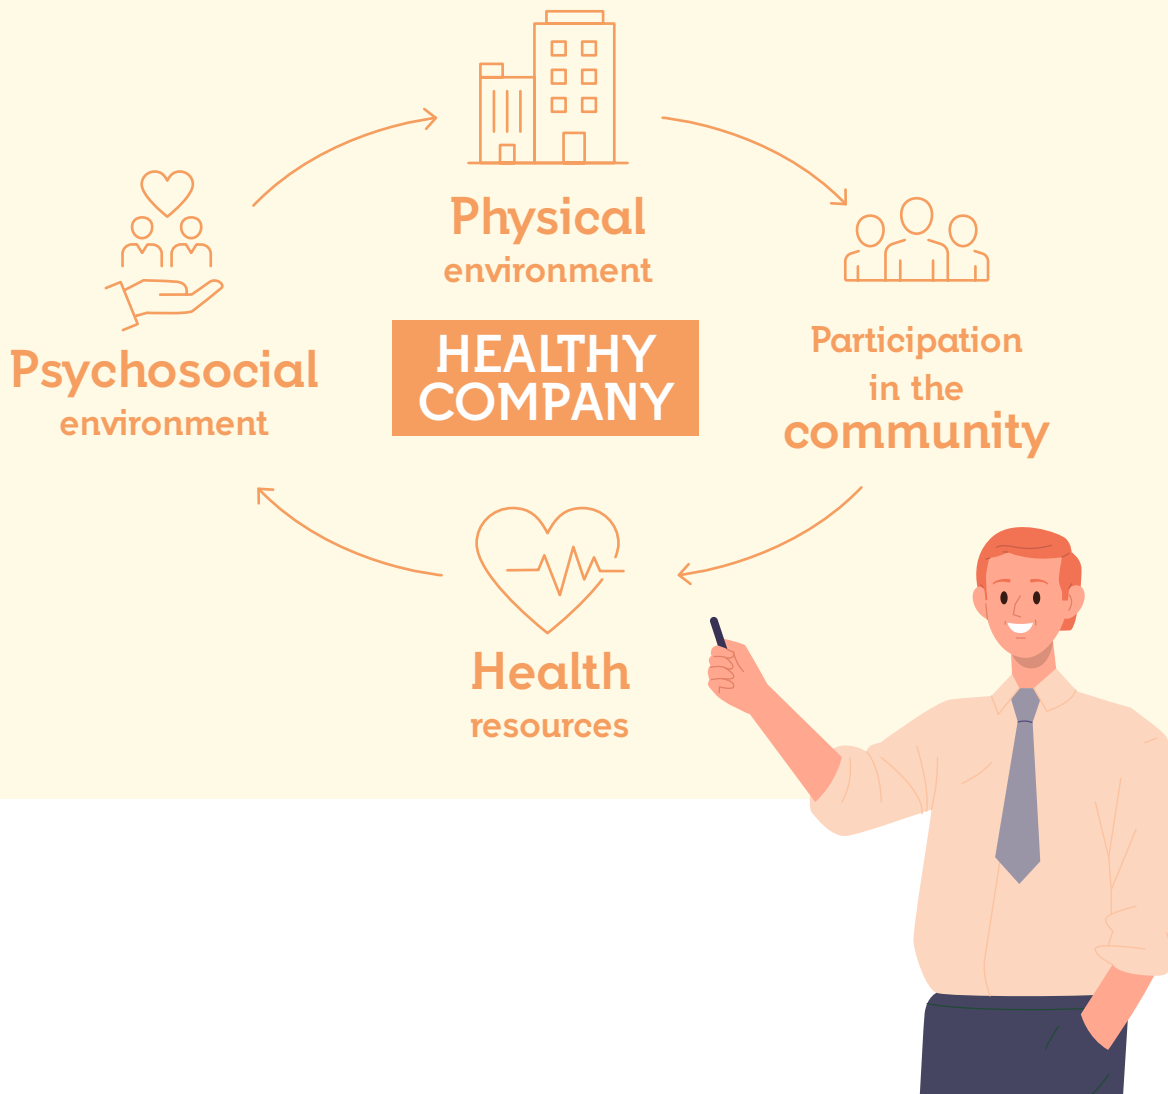 Physical
environment
Psychosocial
environment
HEALTHY
COMPANY
Participation
in the
community
Health
resources